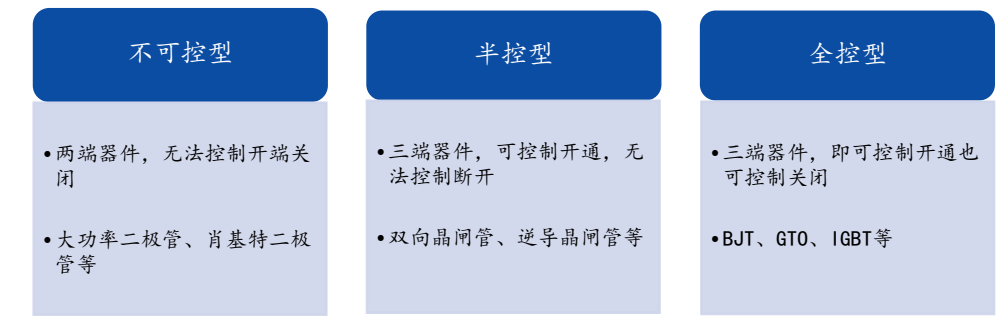 不可控型
•两端器件，无法控制开端关
闭
•大功率二极管、肖基特二极
管等
半控型
•三端器件，可控制开通，无
法控制断开
•双向晶闸管、逆导晶闸管等
全控型
•三端器件，即可控制开通也
可控制关闭
•BJT、GTO、IGBT等